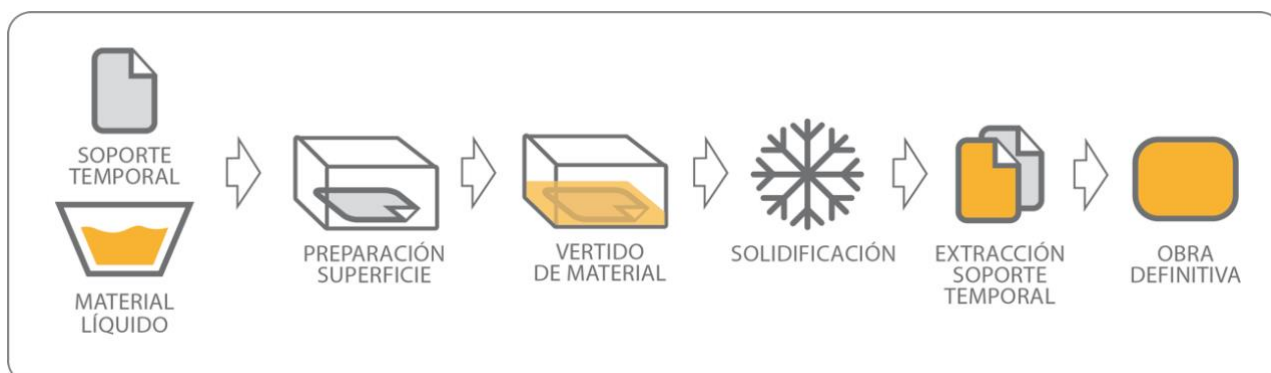 SOPORTE
TEMPORAL
MATERIAL
LÍQUIDO
PREPARACIÓN
SUPERFICIE
VERTIDO
DE MATERIAL
SOLIDIFICACIÓN
EXTRACCIÓN
SOPORTE
TEMPORAL
OBRA
DEFINITIVA